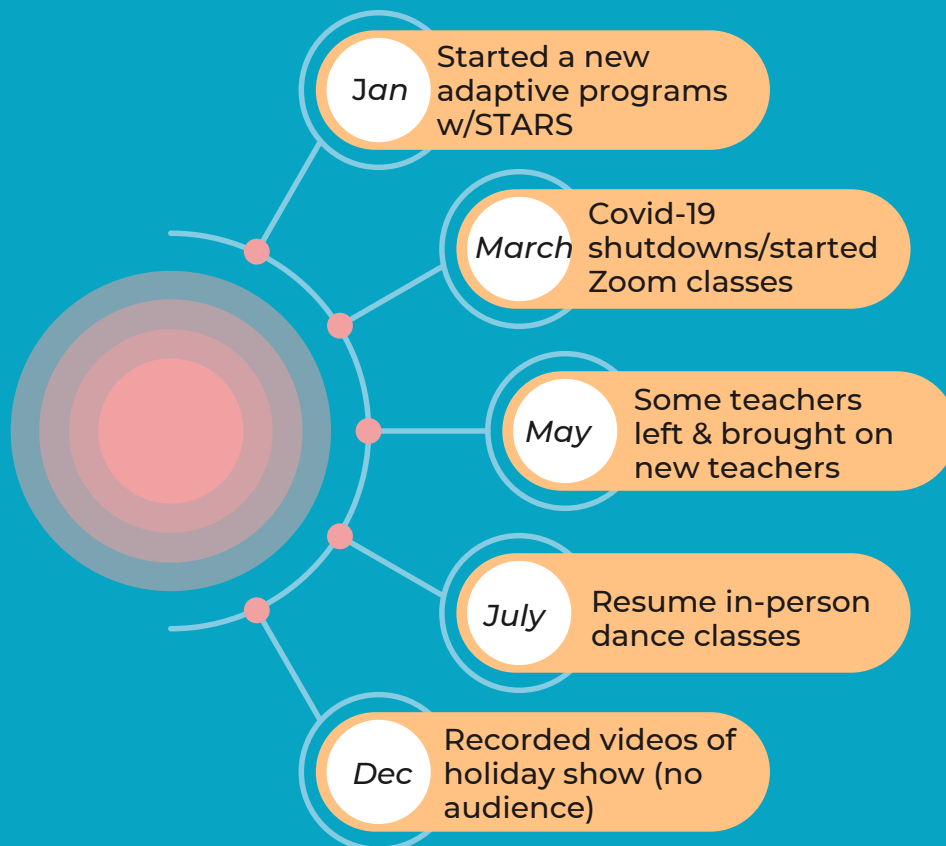 Jan
Started a new
adaptive programs
w/STARS
March
Covid-19
shutdowns/started
Zoom classes
May
Some teachers
left & brought on
new teachers
July
Resume in-person
dance classes
Dec
Recorded videos of
holiday show (no
audience)